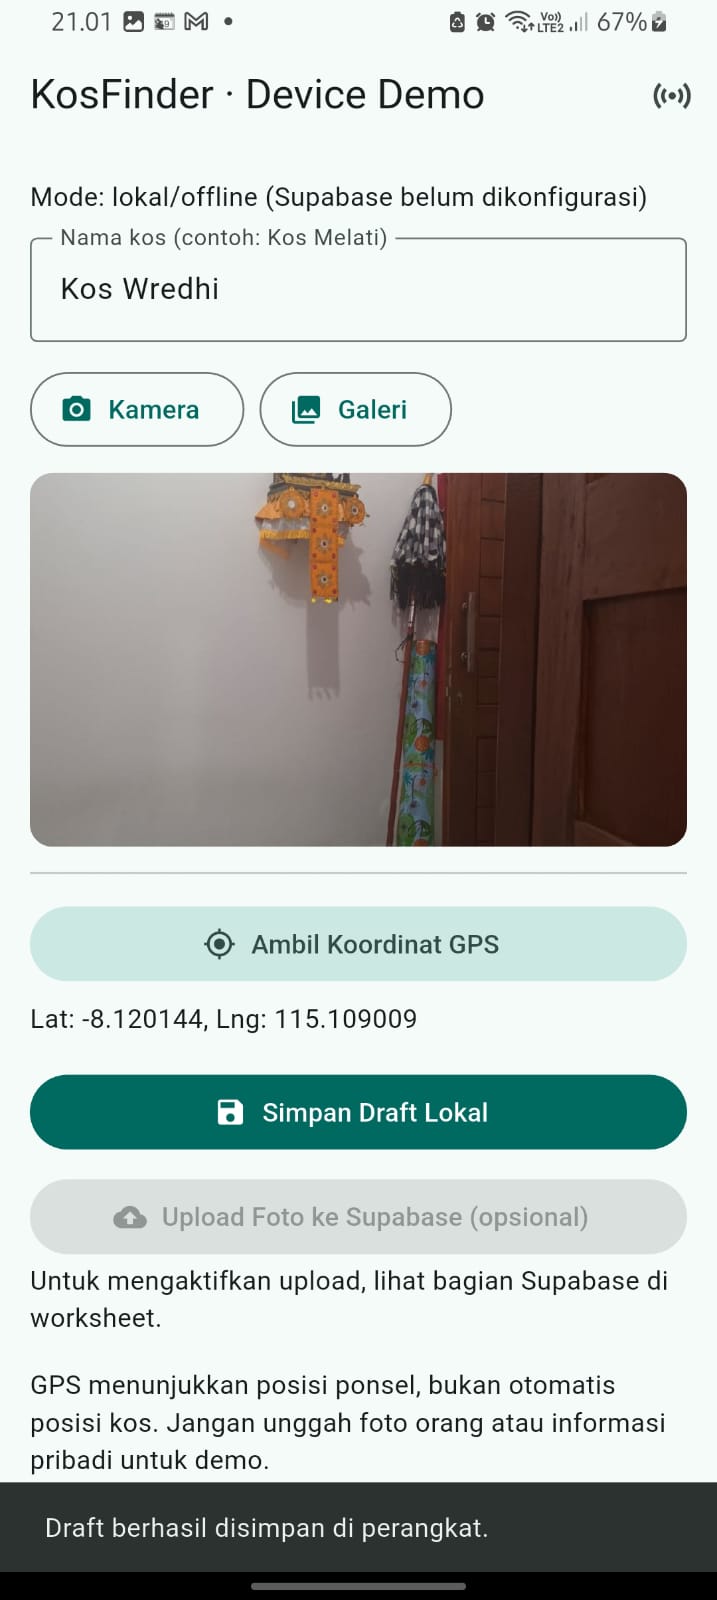 21.01
Vo)) LTE2
67%
KosFinder · Device Demo
Mode: lokal/offline (Supabase belum dikonfigurasi)
Nama kos (contoh: Kos Melati)
Kos Wredhi
Kamera
Galeri
Ambil Koordinat GPS
Lat: -8.120144, Lng: 115.109009
Simpan Draft Lokal
Upload Foto ke Supabase (opsional)
Untuk mengaktifkan upload, lihat bagian Supabase di
worksheet.
GPS menunjukkan posisi ponsel, bukan otomatis
posisi kos. Jangan unggah foto orang atau informasi
pribadi untuk demo.
Draft berhasil disimpan di perangkat.